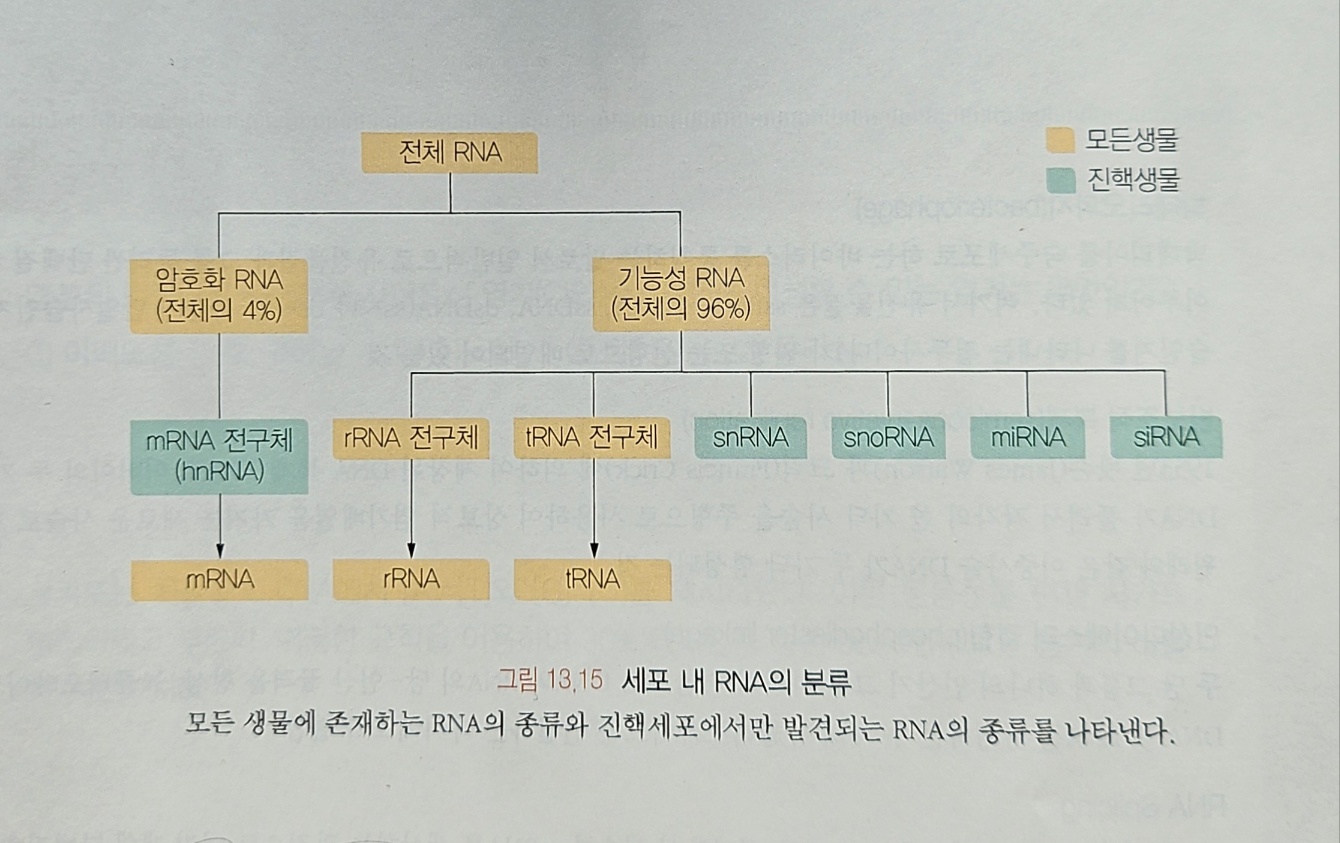 전체 RNA
모든생물
진핵생물
암호화 RNA
(전체의 4%)
기능성 RNA
(전체의 96%)
mRNA 전구체
(hnRNA)
rRNA 전구체
tRNA 전구체
snRNA
snoRNA
miRNA
siRNA
mRNA
rRNA
tRNA
그림 13.15 세포 내 RNA의 분류
모든 생물에 존재하는 RNA의 종류와 진핵세포에서만 발견되는 RNA의 종류를 나타낸다.